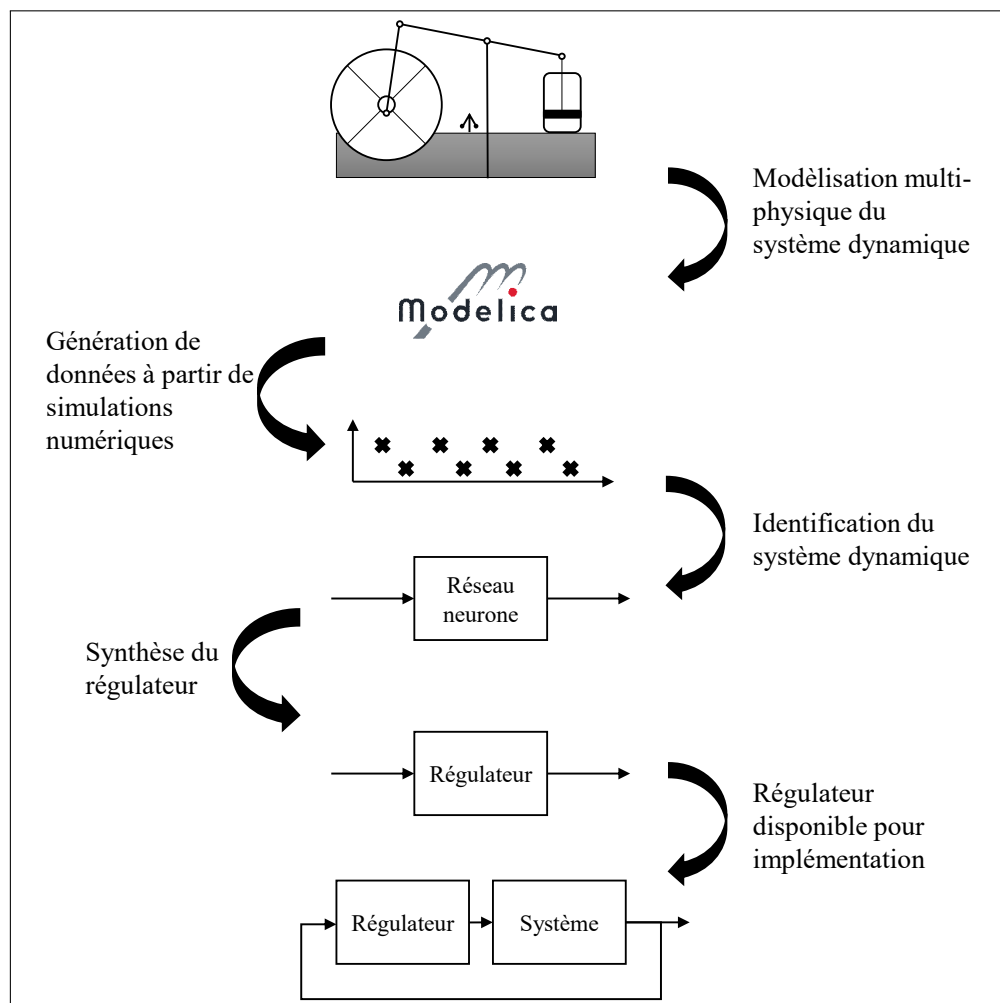 Modèlisation multi-
physique du
système dynamique
Modelica
Génération de
données à partir de
simulations
numériques
Identification du
système dynamique
Réseau
neurone
Synthèse du
régulateur
Régulateur
Régulateur
disponible pour
implémentation
Régulateur
Système